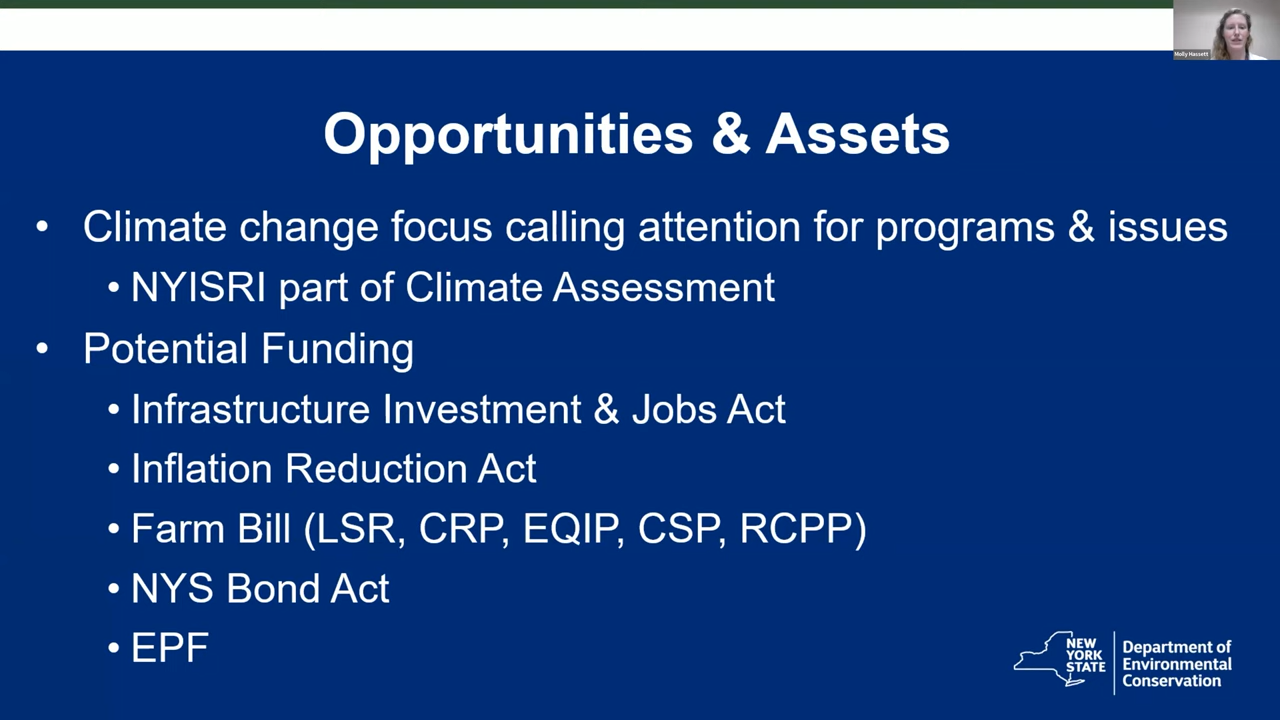 Molly Hassett
Opportunities & Assets
• Climate change focus calling attention for programs & issues
• NYISRI part of Climate Assessment
• Potential Funding
• Infrastructure Investment & Jobs Act
• Inflation Reduction Act
• Farm Bill (LSR, CRP, EQIP, CSP, RCPP)
• NYS Bond Act
• EPF
NEW
YORK
STATE
Department of
Environmental
Conservation